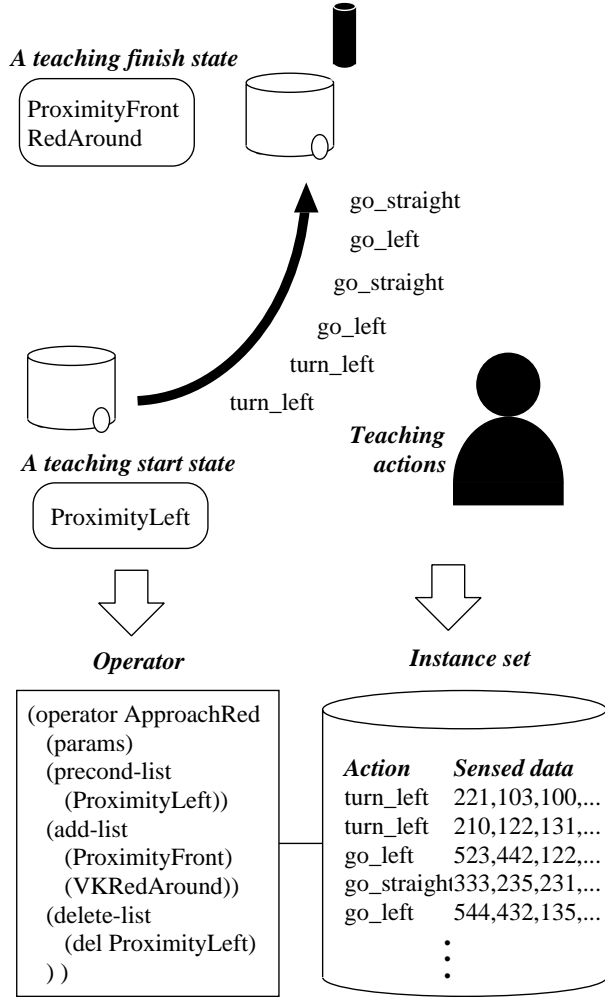 A teaching finish state
ProximityFront
RedAround
go_straight
go_left
go_straight
go_left
turn_left
turn_left
Teaching
actions
A teaching start state
ProximityLeft
Operator
(operator ApproachRed
(params)
(precond-list
(ProximityLeft))
(add-list
(ProximityFront)
(VKRedAround))
(delete-list
(del ProximityLeft)
) )
Instance set
Action Sensed data
turn_left 221,103,100,...
turn_left 210,122,131,...
go_left 523,442,122,...
go_straight 333,235,231,...
go_left 544,432,135,...